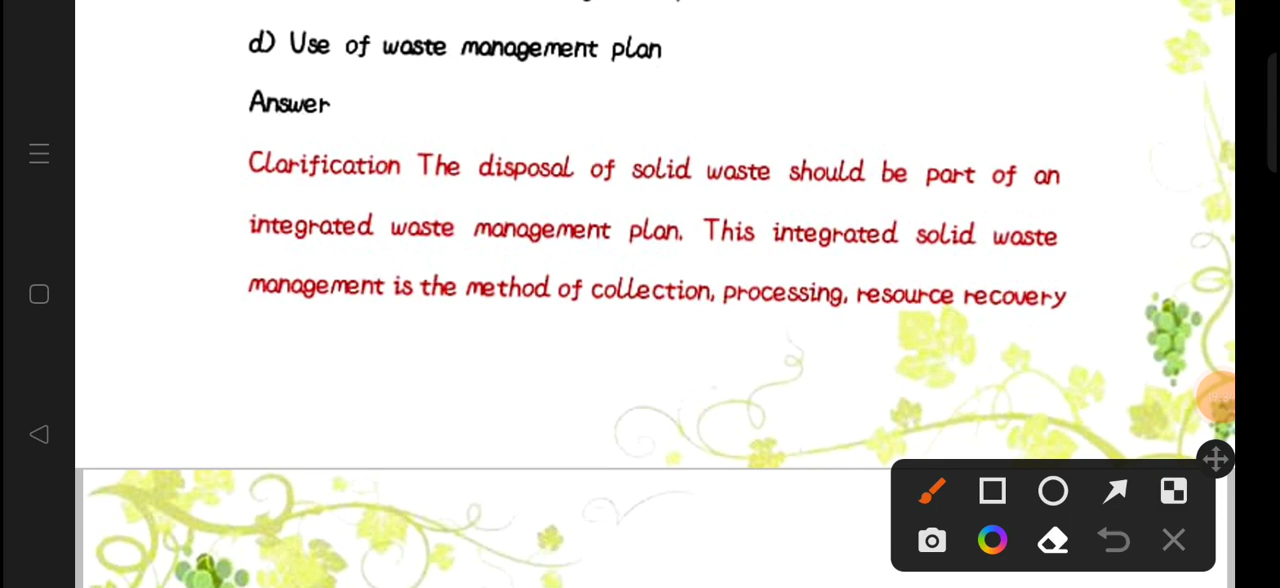 d) Use of waste management plan
Answer
Clarification The disposal of solid waste should be part of an
integrated waste management plan. This integrated solid waste
management is the method of collection, processing, resource recovery